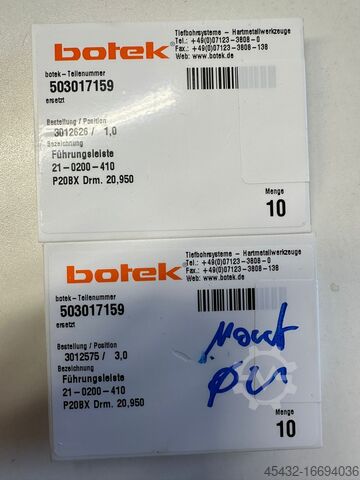 botek
Tiefbohrsysteme - Hartmetallwerkzeuge
Tel.: +49(0)07123-3808-0
Fax.: +49(0)07123-3808-138
Web: www.botek.de
botek-Teilenummer
503017159
ersetzt
Bestellung / Position
3012626 / 1,0
Bezeichnung
Führungsleiste
21-0200-410
P20BX Drm. 20,950
Menge
10
botek
Tiefbohrsysteme - Hartmetallwerkzeuge
Tel.: +49(0)07123-3808-0
Fax.: +49(0)07123-3808-138
Web: www.botek.de
botek-Teilenummer
503017159
ersetzt
Bestellung / Position
3012575 / 3,0
Bezeichnung
Führungsleiste
21-0200-410
P20BX Drm. 20,950
Menge
10
45432-16694036